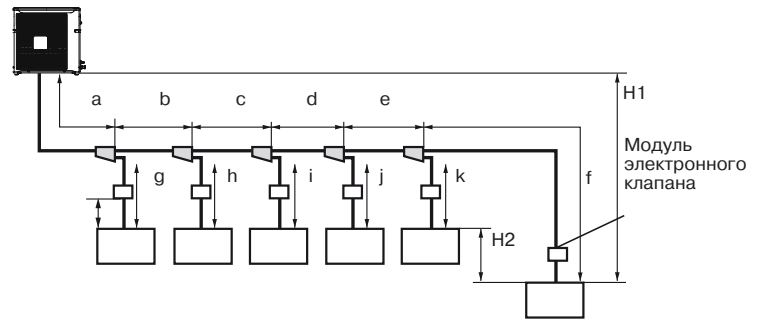 a b c d e
H1
Модуль
электронного
клапана
g h i j k f
H2